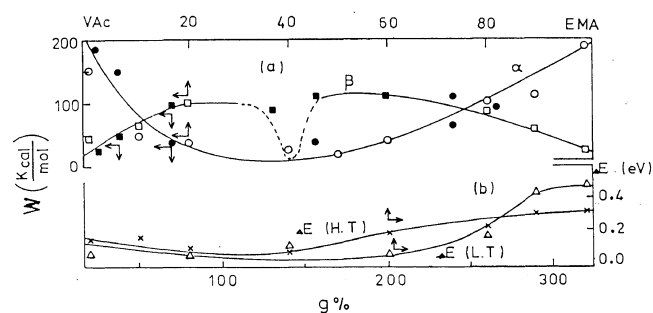 VAc 20 40 60 80 EMA
200
100
0
(a)
β
α
W (Kcal/mol)
(b)
E (eV)
0.4
0.2
0.0
E (H.T)
E (L.T)
100 200 300
g%